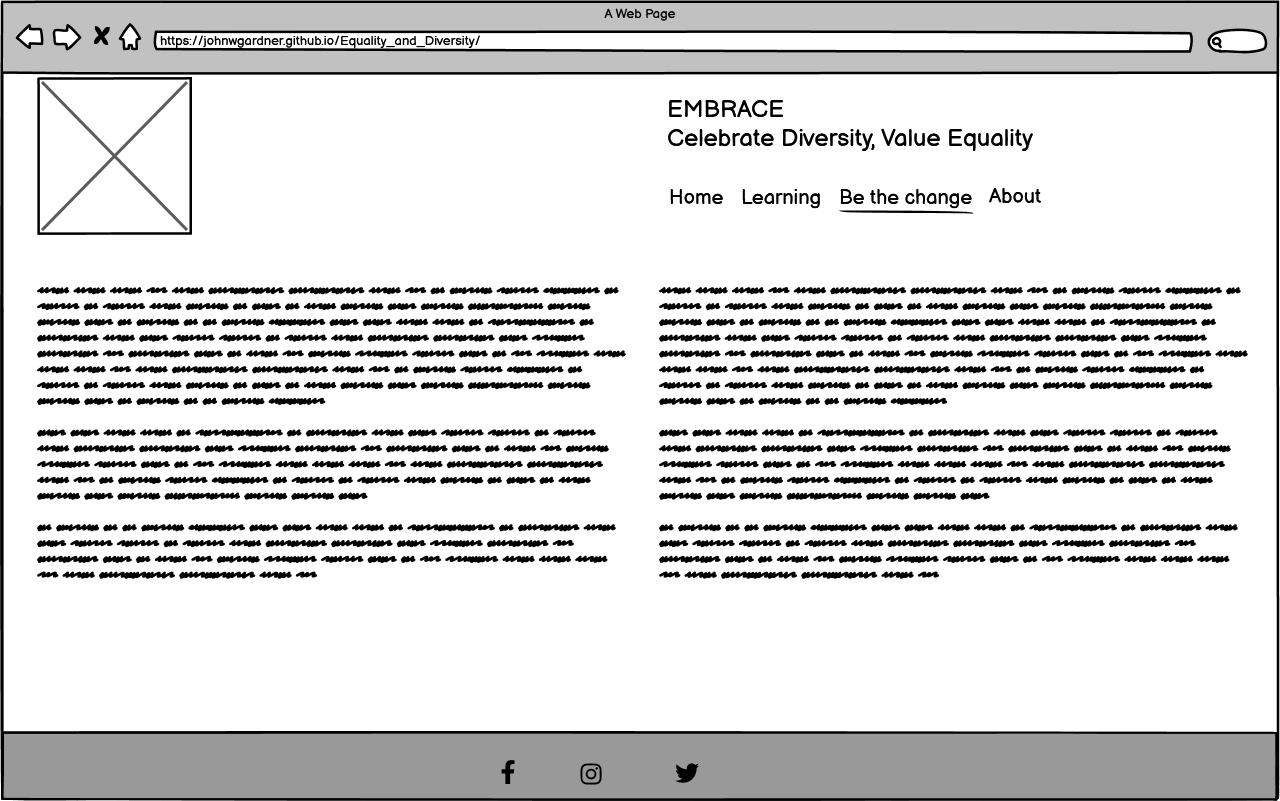 A Web Page
https://johnwgardner.github.io/Equality_and_Diversity/
EMBRACE
Celebrate Diversity, Value Equality
Home Learning Be the change About